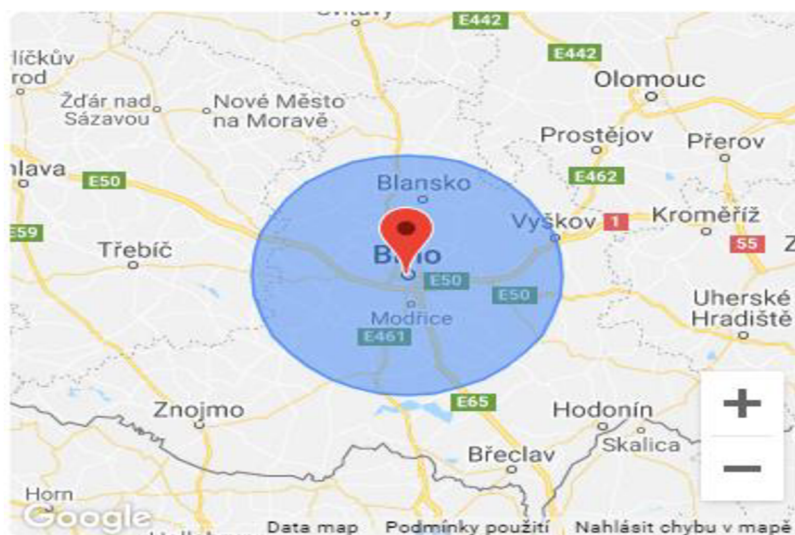 E442
E442
Olomouc
Žďár nad
Sázavou
Nové Město
na Moravě
Prostějov
Přerov
E462
E50
Blansko
E59
Třebíč
Vyškov
1
Kroměříž
55
Brno
E50
E50
Modřice
E461
Uherské
Hradiště
E65
Znojmo
Hodonín
Skalica
Břeclav
Horn
Google
Data map
Podmínky použití
Nahlásit chybu v mapě